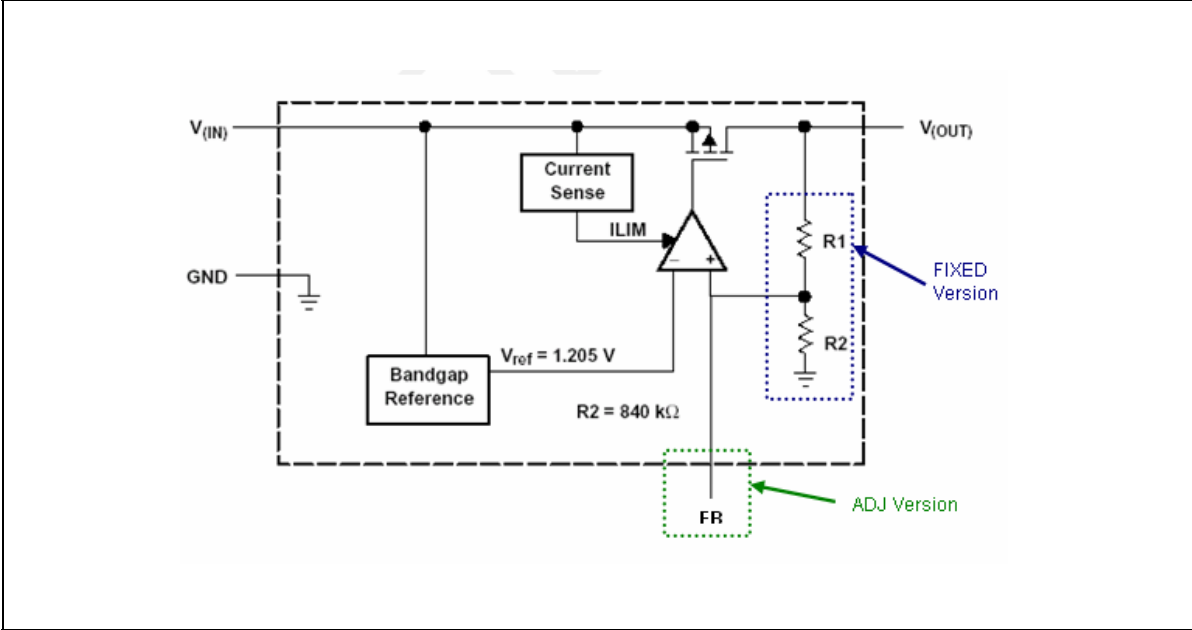 V(IN)
V(OUT)
Current
Sense
ILIM
R1
– +
GND
FIXED
Version
R2
Vref = 1.205 V
Bandgap
Reference
R2 = 840 kΩ
ADJ Version
FB